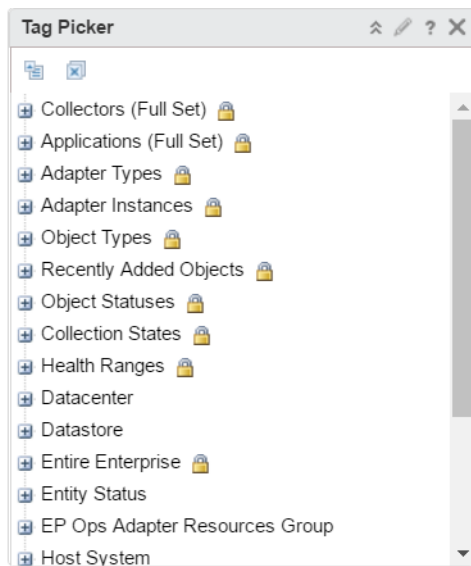 Tag Picker
Collectors (Full Set)
Applications (Full Set)
Adapter Types
Adapter Instances
Object Types
Recently Added Objects
Object Statuses
Collection States
Health Ranges
Datacenter
Datastore
Entire Enterprise
Entity Status
EP Ops Adapter Resources Group
Host System